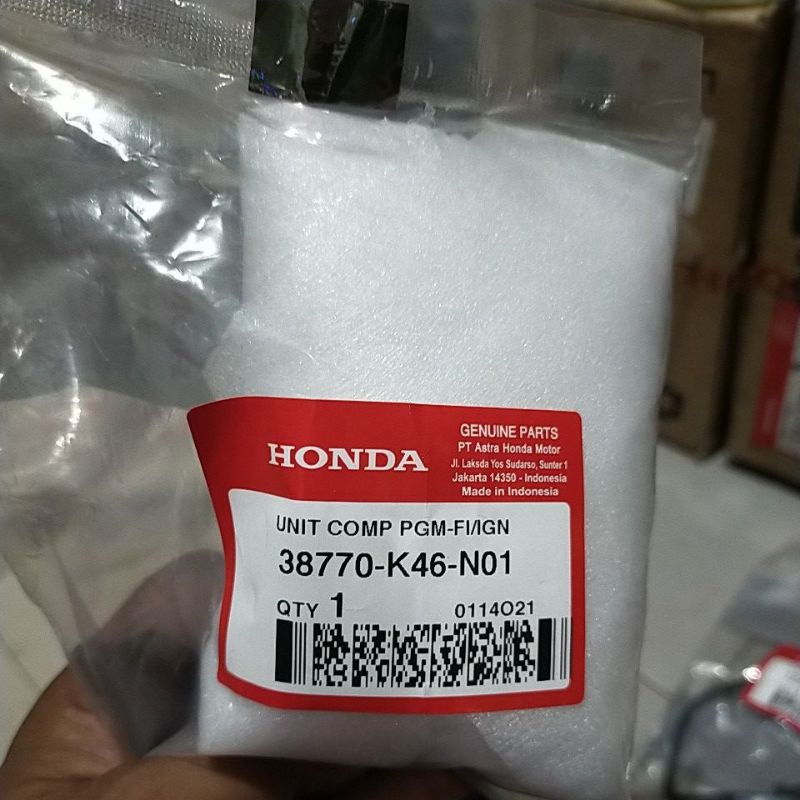 HONDA
GENUINE PARTS
PT Astra Honda Motor
Jl. Laksda Yos Sudarso, Sunter 1
Jakarta 14350 - Indonesia
Made in Indonesia
UNIT COMP PGM-FI/IGN
38770-K46-N01
QTY 1 0114O21